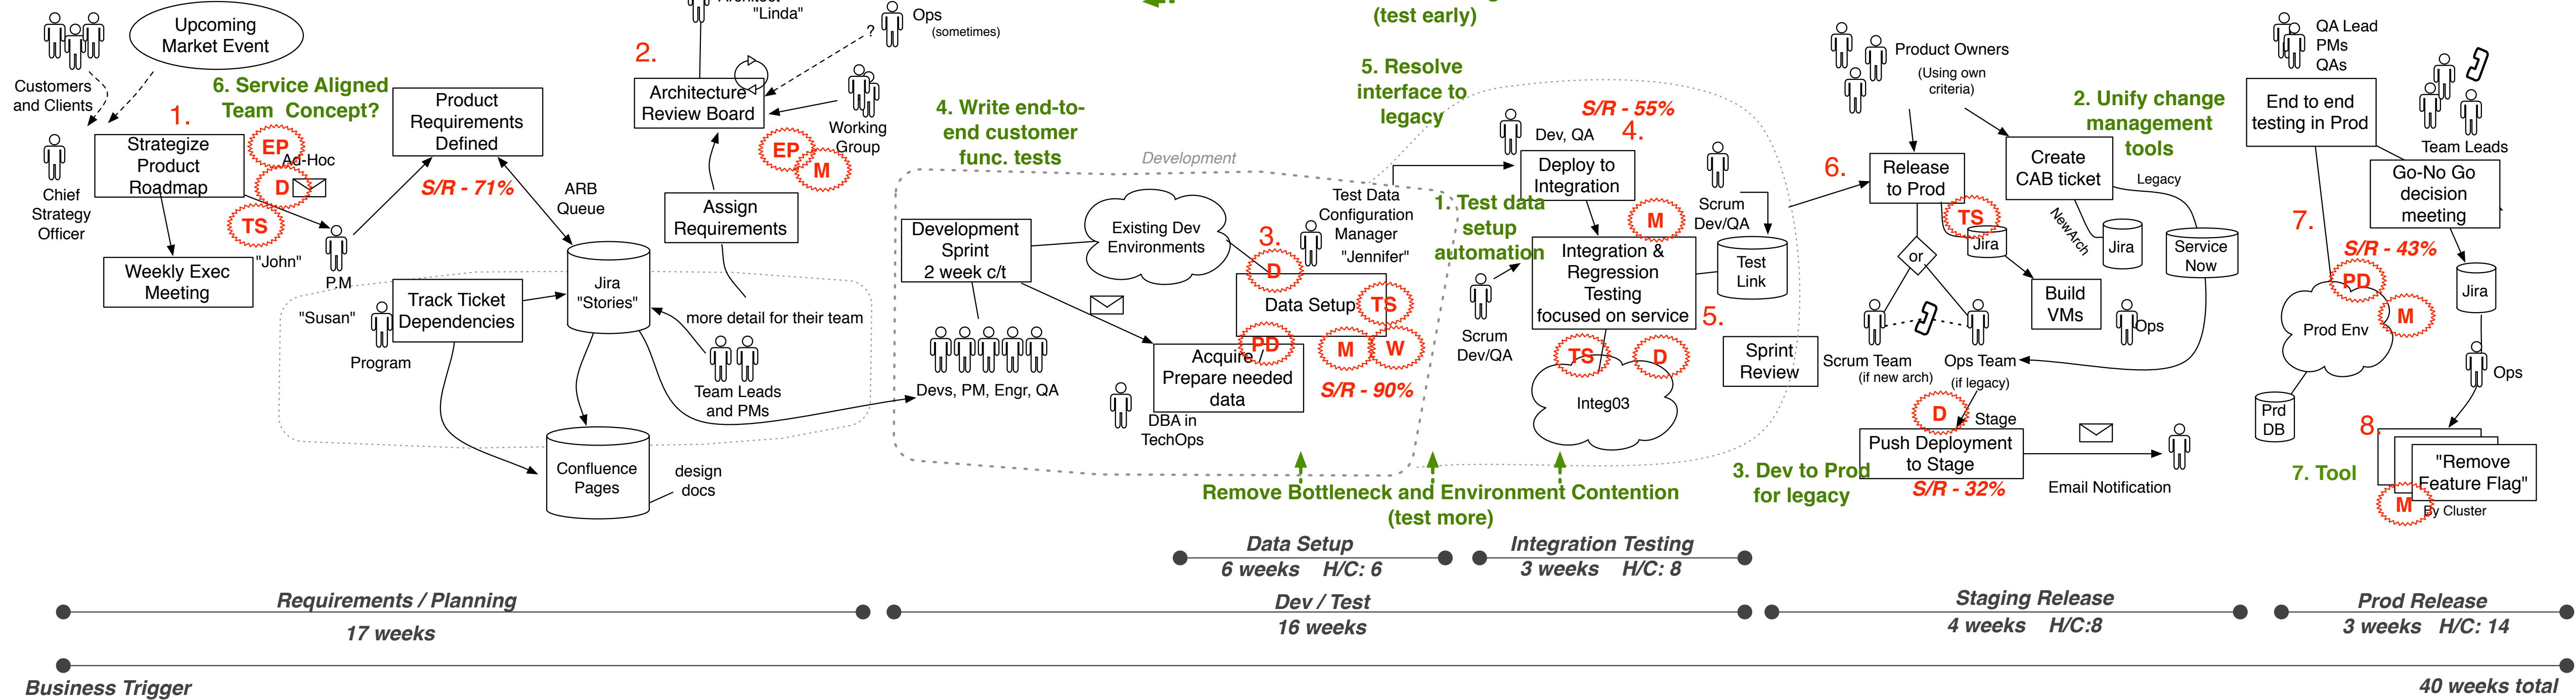 Upcoming
Market Event
Customers
and Clients
6. Service Aligned
Team Concept?
1.
Strategize
Product
Roadmap
EP
Ad-Hoc
D
TS
Chief
Strategy
Officer
"John"
P.M
Weekly Exec
Meeting
Product
Requirements
Defined
S/R - 71%
ARB
Queue
"Susan"
Program
Track Ticket
Dependencies
Jira
"Stories"
Confluence
Pages
design
docs
"Linda"
2.
Ops
(sometimes)
?
Architecture
Review Board
Working
Group
EP
M
Assign
Requirements
more detail for their team
Team Leads
and PMs
4. Write end-to-
end customer
func. tests
Development
Development
Sprint
2 week c/t
Existing Dev
Environments
Devs, PM, Engr, QA
DBA in
TechOps
Acquire /
Prepare needed
data
3.
D
Data Setup
TS
PD
M
W
S/R - 90%
Test Data
Configuration
Manager
"Jennifer"
(test early)
5. Resolve
interface to
legacy
1. Test data
setup
automation
Dev, QA
S/R - 55%
4.
Deploy to
Integration
M
Scrum
Dev/QA
Integration &
Regression
Testing
focused on service
Test
Link
Scrum
Dev/QA
5.
TS
D
Integ03
Sprint
Review
Remove Bottleneck and Environment Contention
(test more)
Product Owners
(Using own
criteria)
6.
Release
to Prod
TS
Jira
or
Create
CAB ticket
2. Unify change
management
tools
Legacy
NewArch
Jira
Service
Now
Build
VMs
Ops
Scrum Team
(if new arch)
Ops Team
(if legacy)
D
Stage
Push Deployment
to Stage
S/R - 32%
3. Dev to Prod
for legacy
Email Notification
QA Lead
PMs
QAs
End to end
testing in Prod
Team Leads
Go-No Go
decision
meeting
7.
S/R - 43%
PD
M
Prod Env
Jira
Prd
DB
Ops
8.
7. Tool
"Remove
Feature Flag"
M
By Cluster
Data Setup
6 weeks H/C: 6
Integration Testing
3 weeks H/C: 8
Requirements / Planning
17 weeks
Dev / Test
16 weeks
Staging Release
4 weeks H/C:8
Prod Release
3 weeks H/C: 14
Business Trigger
40 weeks total